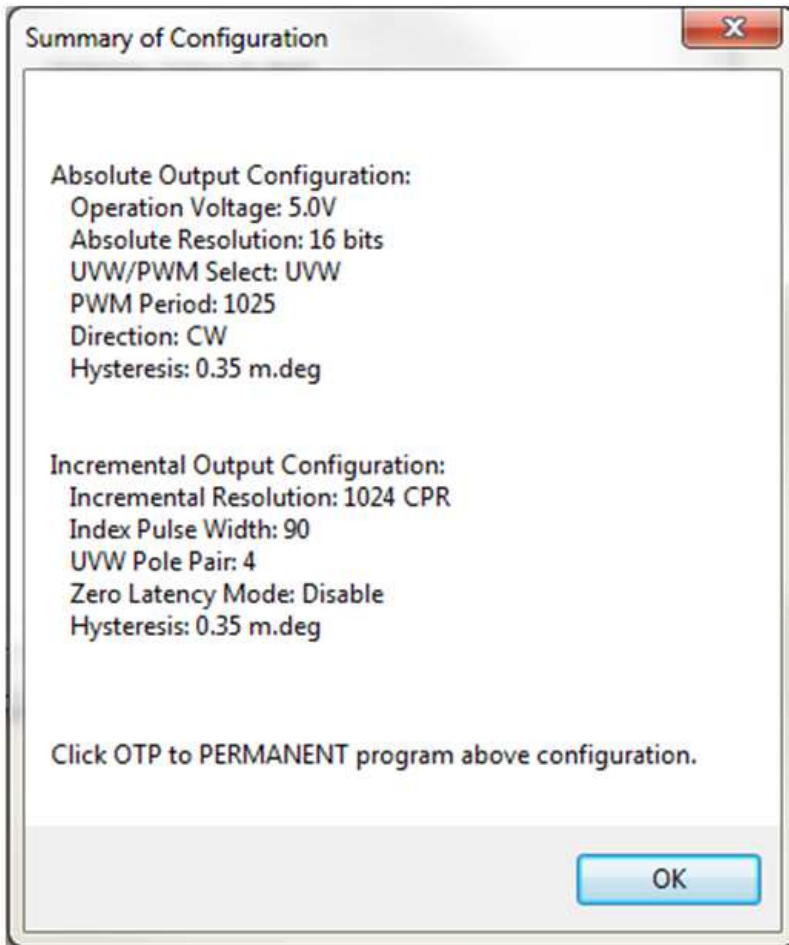 Summary of Configuration
Absolute Output Configuration:
Operation Voltage: 5.0V
Absolute Resolution: 16 bits
UVW/PWM Select: UVW
PWM Period: 1025
Direction: CW
Hysteresis: 0.35 m.deg
Incremental Output Configuration:
Incremental Resolution: 1024 CPR
Index Pulse Width: 90
UVW Pole Pair: 4
Zero Latency Mode: Disable
Hysteresis: 0.35 m.deg
Click OTP to PERMANENT program above configuration.
OK